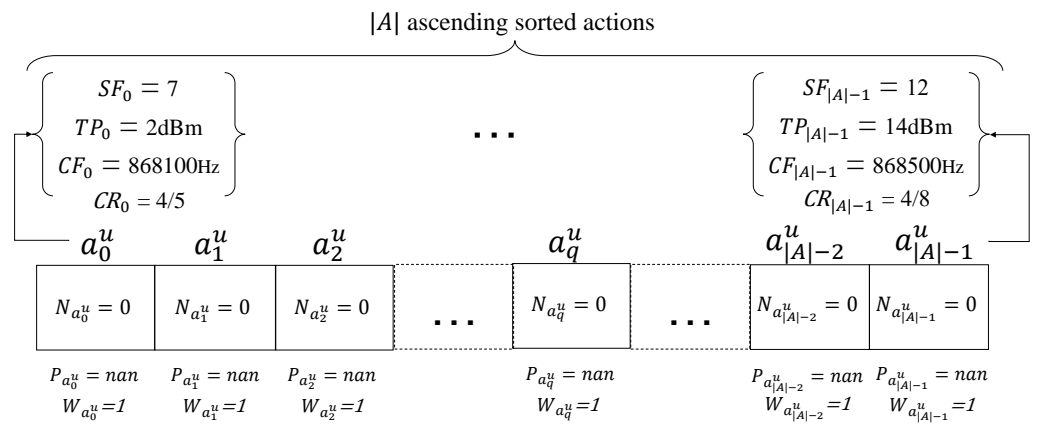 |A| ascending sorted actions
SF₀ = 7
TP₀ = 2dBm
CF₀ = 868100Hz
CR₀ = 4/5
...
SF_{|A|−1} = 12
TP_{|A|−1} = 14dBm
CF_{|A|−1} = 868500Hz
CR_{|A|−1} = 4/8
a_0^u a_1^u a_2^u a_q^u a_{|A|−2}^u a_{|A|−1}^u
N_{a_0^u} = 0 N_{a_1^u} = 0 N_{a_2^u} = 0 ... N_{a_q^u} = 0 ... N_{a_{|A|−2}^u} = 0 N_{a_{|A|−1}^u} = 0
P_{a_0^u} = nan P_{a_1^u} = nan P_{a_2^u} = nan P_{a_q^u} = nan P_{a_{|A|−2}^u} = nan P_{a_{|A|−1}^u} = nan
W_{a_0^u}=1 W_{a_1^u}=1 W_{a_2^u}=1 W_{a_q^u}=1 W_{a_{|A|−2}^u}=1 W_{a_{|A|−1}^u}=1